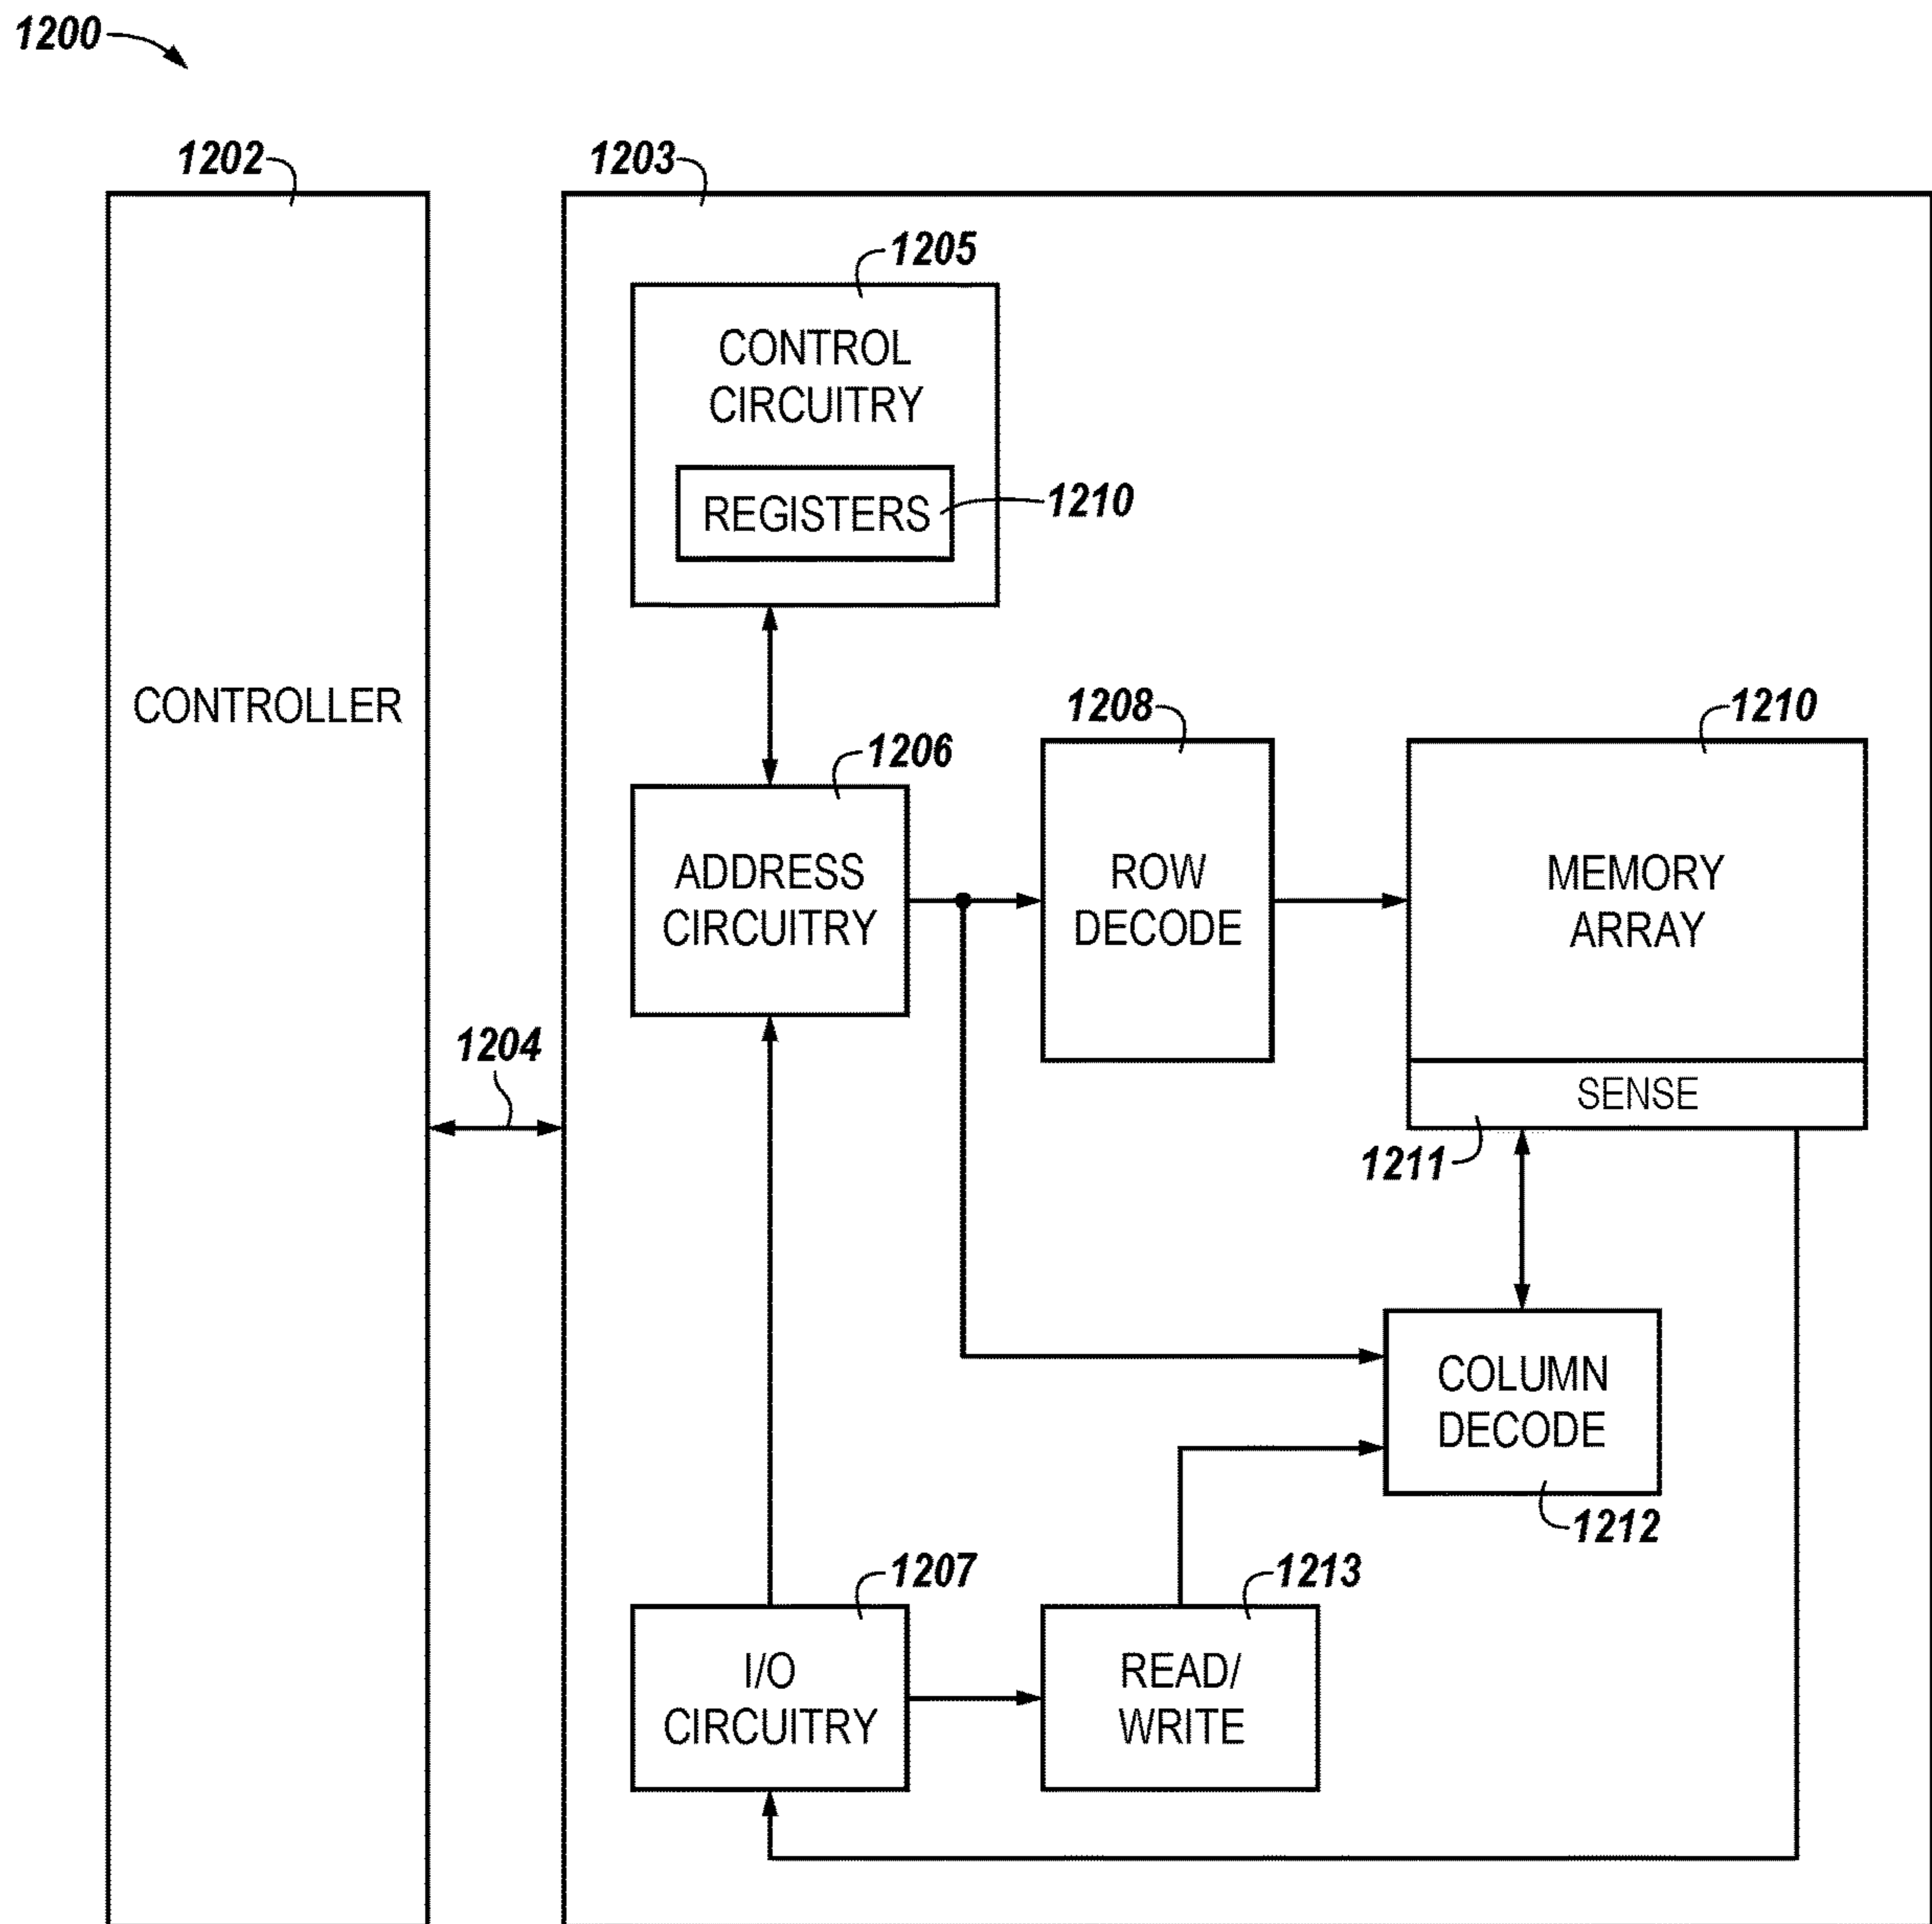 1200
1202
1203
1205
CONTROL
CIRCUITRY
REGISTERS
1210
CONTROLLER
1206
1208
1210
ADDRESS
CIRCUITRY
ROW
DECODE
MEMORY
ARRAY
SENSE
1204
1211
COLUMN
DECODE
1212
1207
1213
I/O
CIRCUITRY
READ/
WRITE